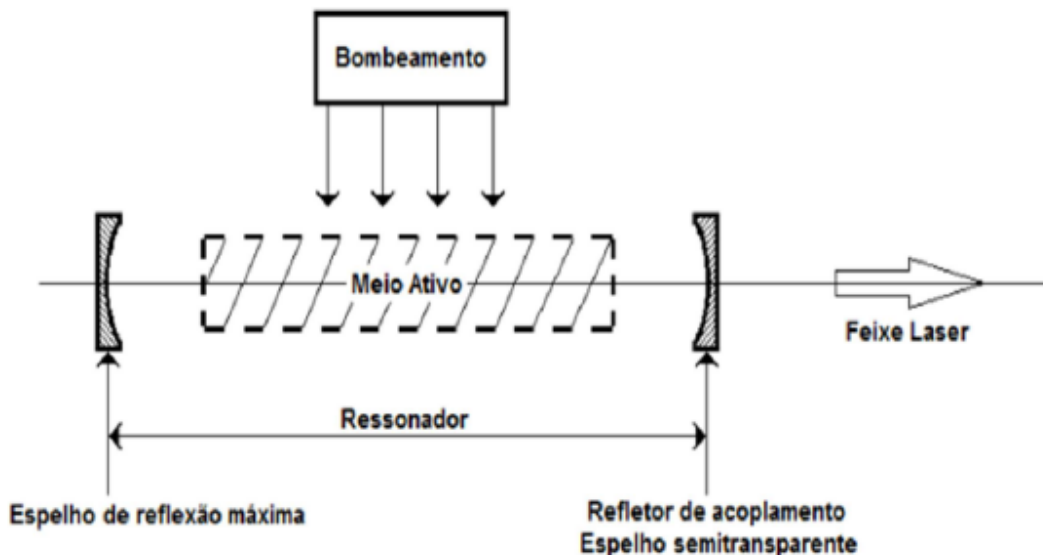 Bombeamento
Meio Ativo
Feixe Laser
Ressonador
Espelho de reflexão máxima
Refletor de acoplamento
Espelho semitransparente